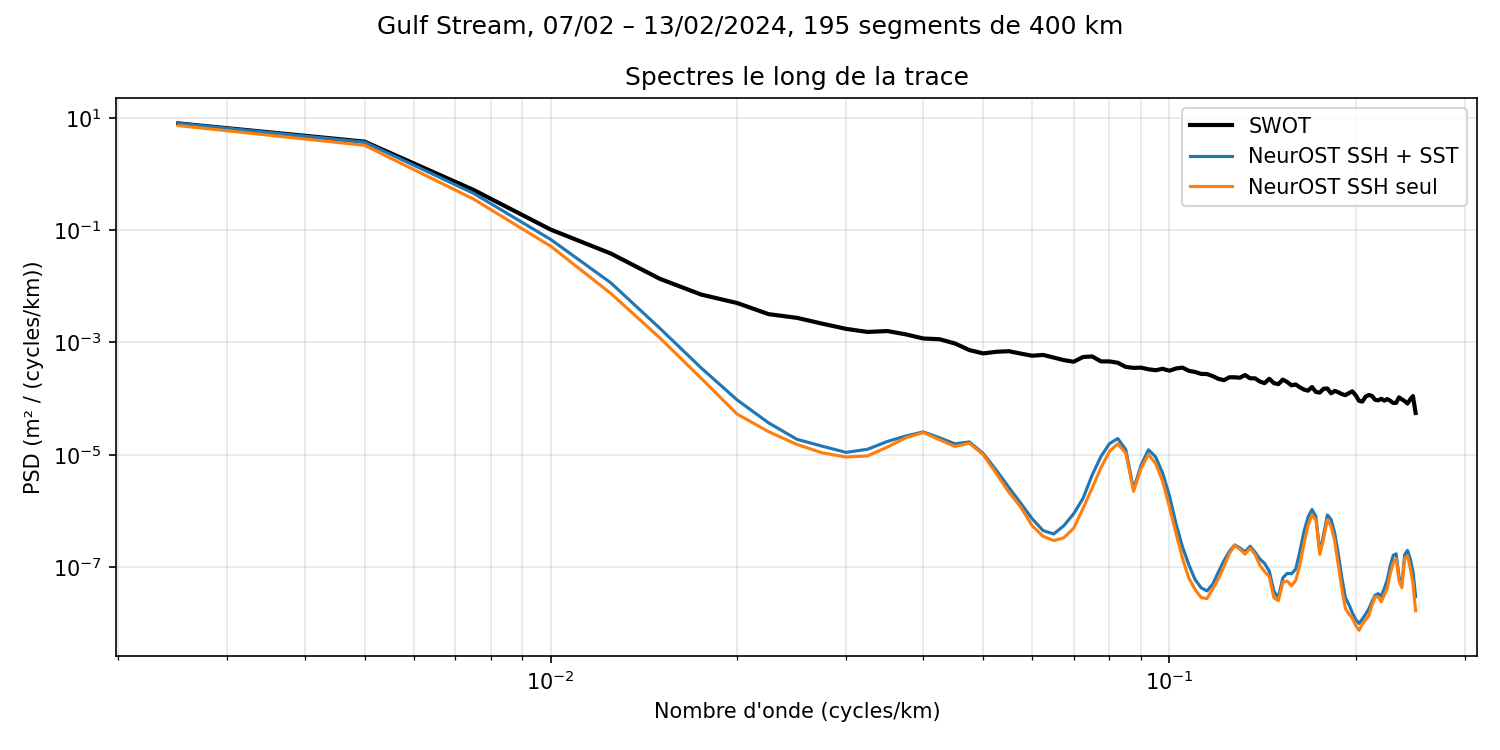 Gulf Stream, 07/02 – 13/02/2024, 195 segments de 400 km
Spectres le long de la trace
SWOT
NeurOST SSH + SST
NeurOST SSH seul
PSD (m² / (cycles/km))
10¹
10⁻¹
10⁻³
10⁻⁵
10⁻⁷
10⁻²
10⁻¹
Nombre d'onde (cycles/km)